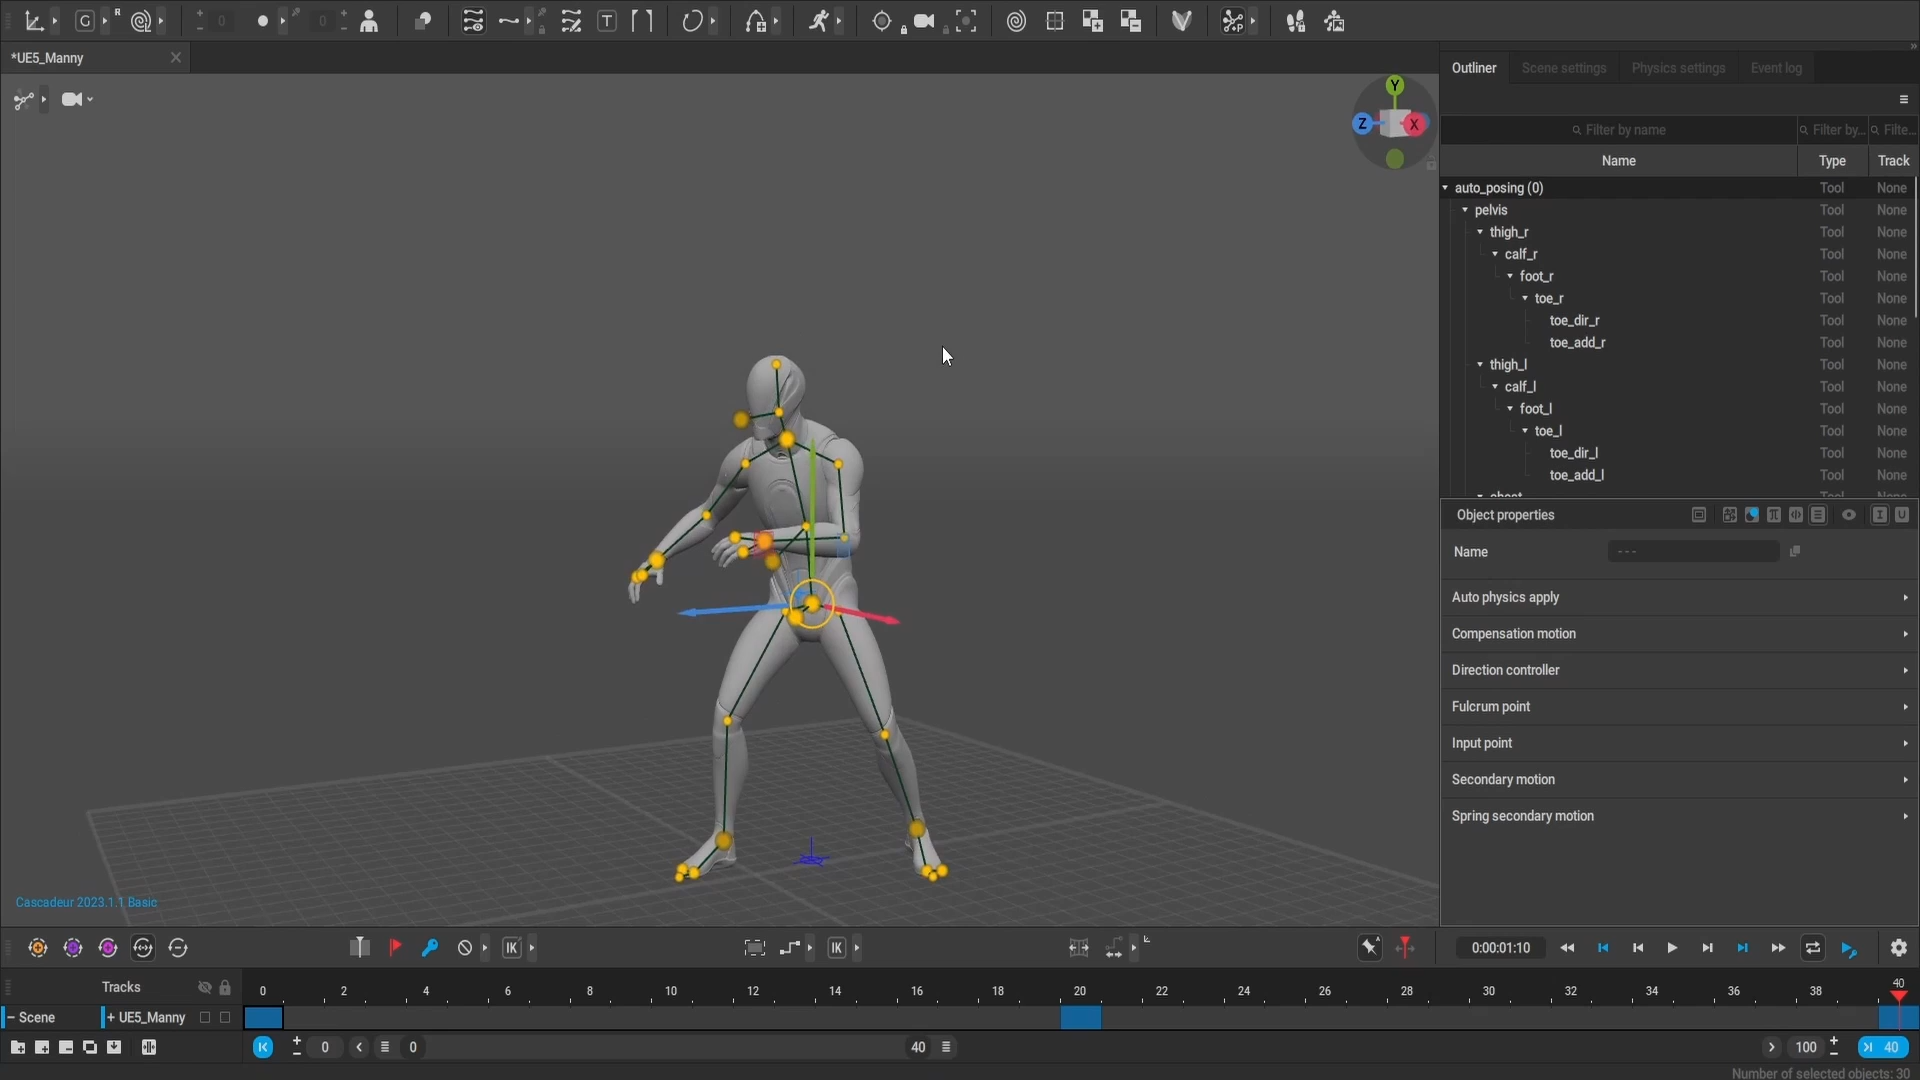 *UE5_Manny
Outliner
Scene settings
Physics settings
Event log
Filter by name
Filter by...
Filte...
Name
Type
Track
auto_posing (0) Tool None
pelvis Tool None
thigh_r Tool None
calf_r Tool None
foot_r Tool None
toe_r Tool None
toe_dir_r Tool None
toe_add_r Tool None
thigh_l Tool None
calf_l Tool None
foot_l Tool None
toe_l Tool None
toe_dir_l Tool None
toe_add_l Tool None
Object properties
Name ---
Auto physics apply
Compensation motion
Direction controller
Fulcrum point
Input point
Secondary motion
Spring secondary motion
Y
Z
X
Cascadeur 2023.1.1 Basic
IK
IK
0:00:01:10
Tracks
0 2 4 6 8 10 12 14 16 18 20 22 24 26 28 30 32 34 36 38 40
− Scene
+ UE5_Manny
0
0
40
100
40
Number of selected objects: 30